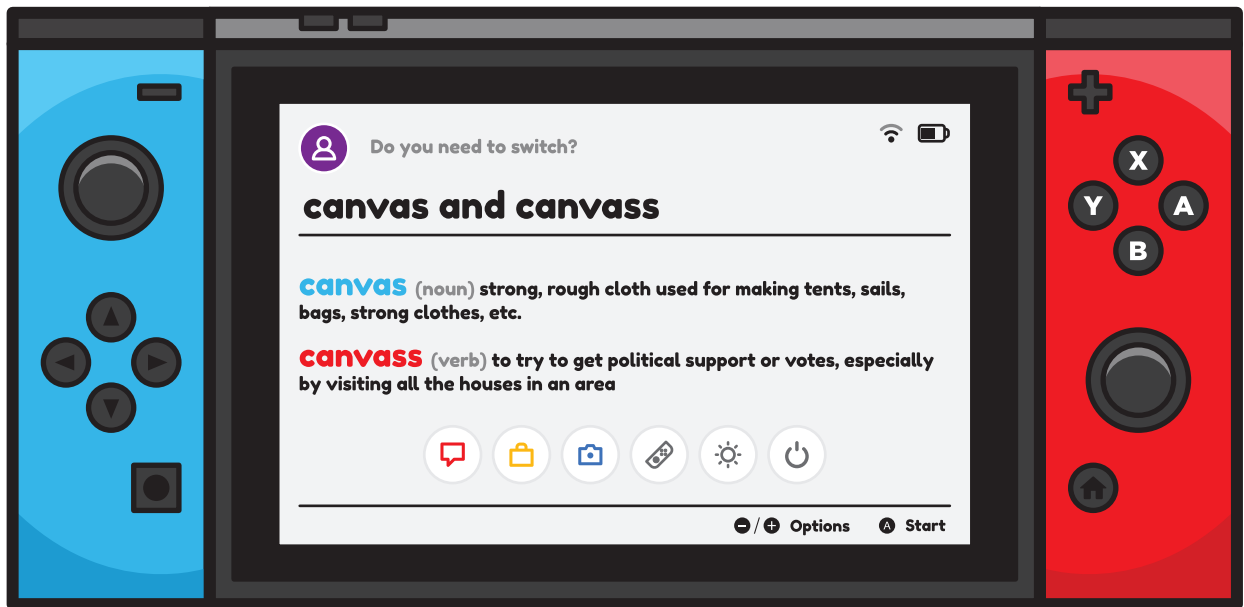 Do you need to switch?
canvas and canvass
canvas (noun) strong, rough cloth used for making tents, sails,
bags, strong clothes, etc.
canvass (verb) to try to get political support or votes, especially
by visiting all the houses in an area
X
Y A
B
-/+ Options A Start